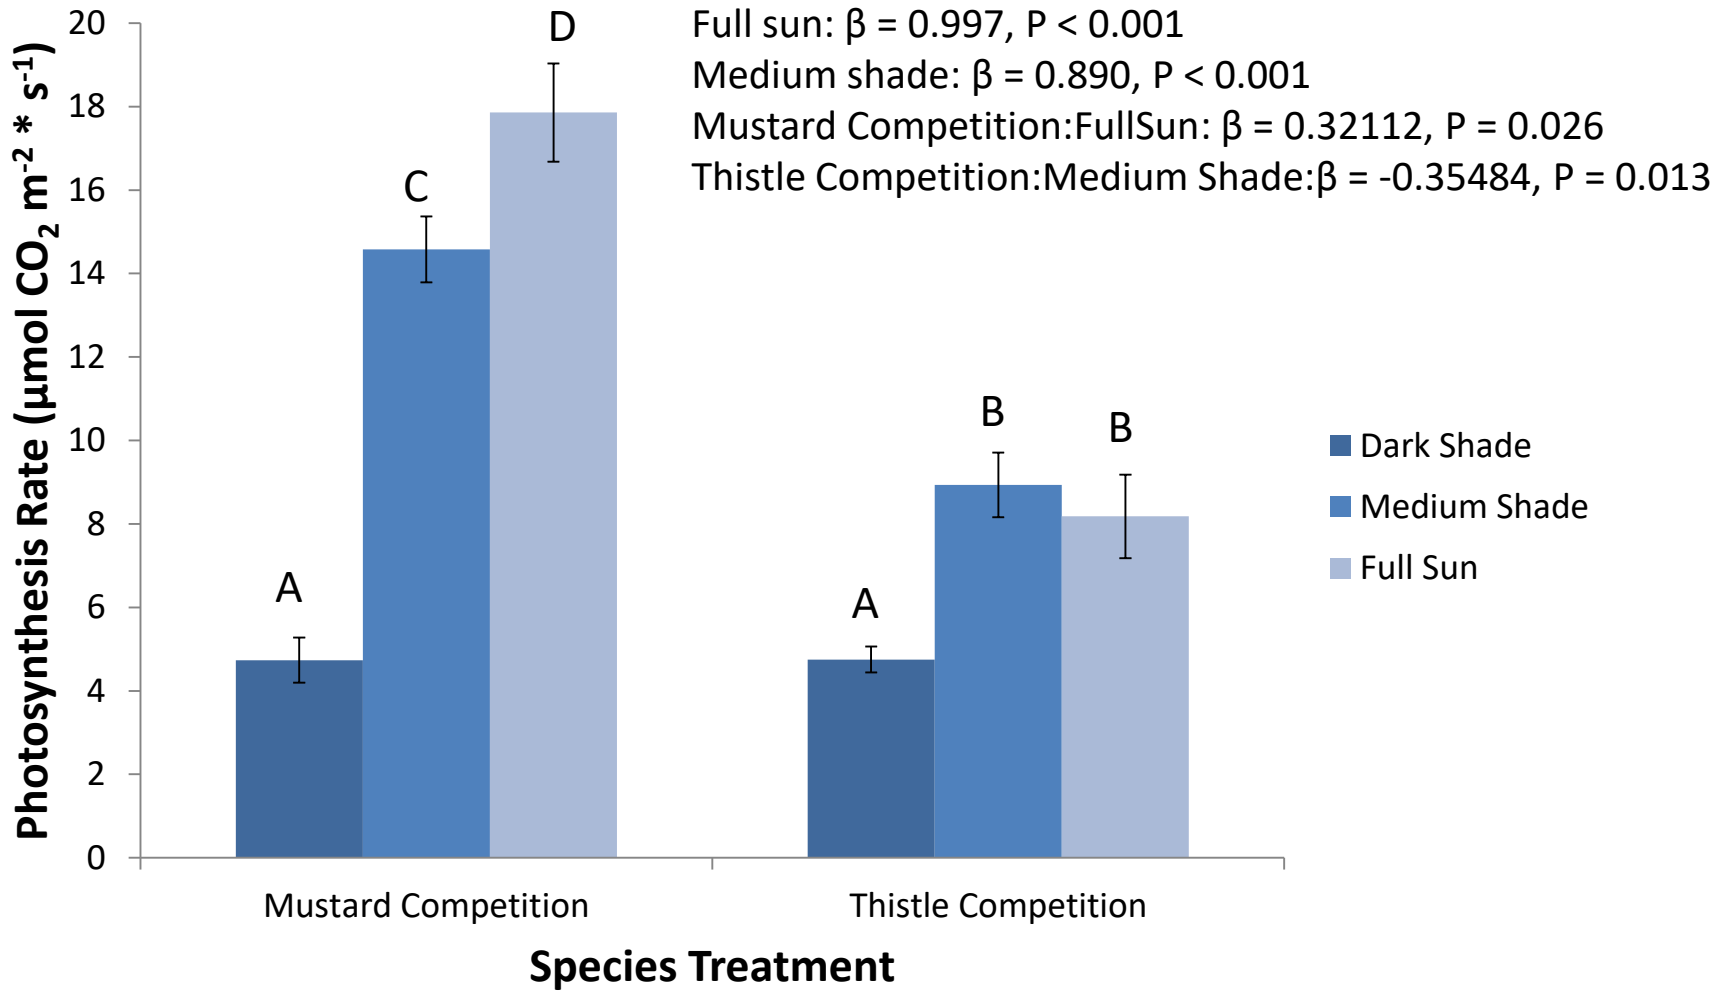 Full sun: β = 0.997, P < 0.001
Medium shade: β = 0.890, P < 0.001
Mustard Competition:FullSun: β = 0.32112, P = 0.026
Thistle Competition:Medium Shade:β = -0.35484, P = 0.013
Photosynthesis Rate (µmol CO₂ m⁻² * s⁻¹)
20
18
16
14
12
10
8
6
4
2
0
A
C
D
A
B
B
Dark Shade
Medium Shade
Full Sun
Mustard Competition
Thistle Competition
Species Treatment